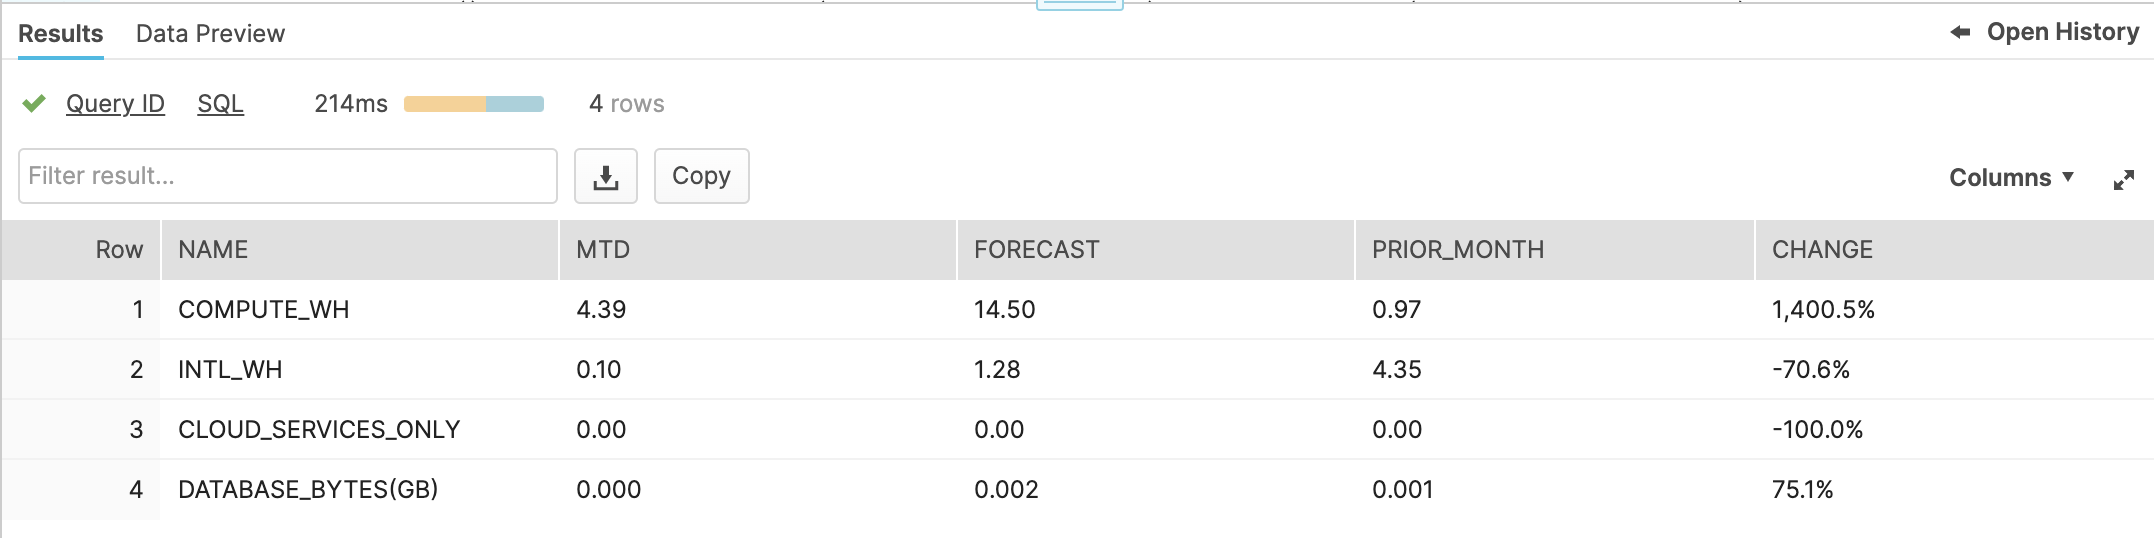 Results Data Preview Open History
Query ID SQL 214ms 4 rows
Filter result... Copy Columns
Row NAME MTD FORECAST PRIOR_MONTH CHANGE
1 COMPUTE_WH 4.39 14.50 0.97 1,400.5%
2 INTL_WH 0.10 1.28 4.35 -70.6%
3 CLOUD_SERVICES_ONLY 0.00 0.00 0.00 -100.0%
4 DATABASE_BYTES(GB) 0.000 0.002 0.001 75.1%